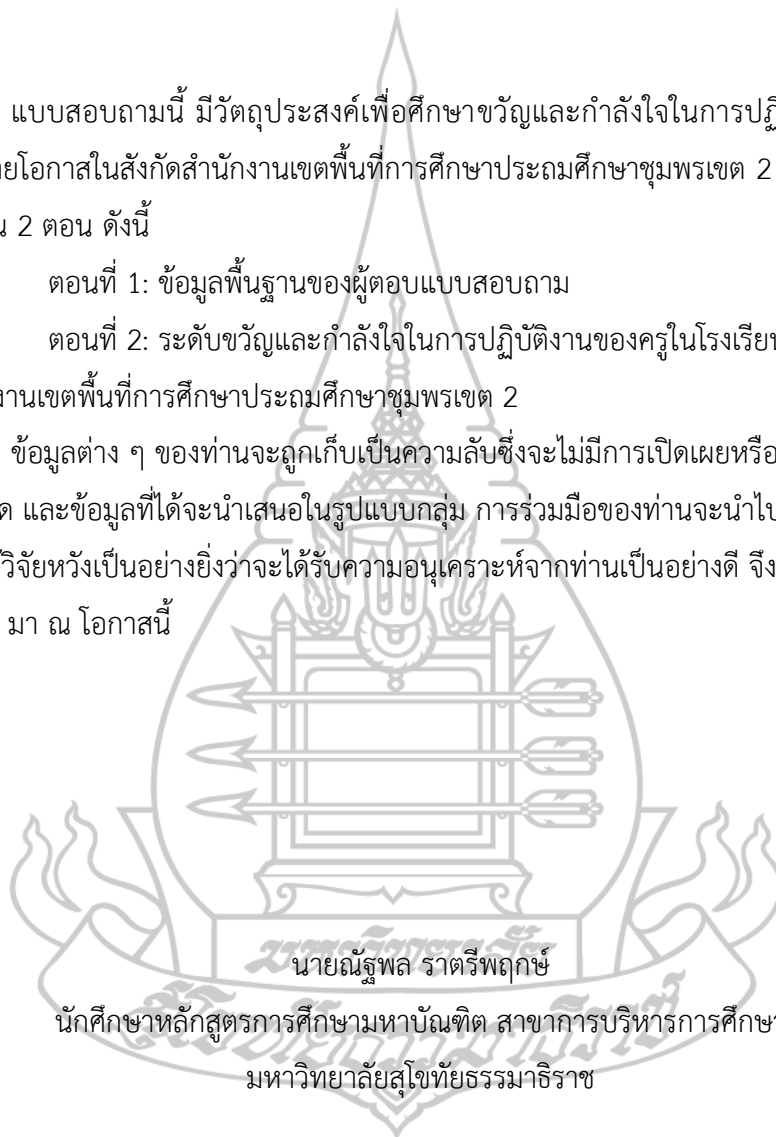 แบบสอบถามนี้ มีวัตถุประสงค์เพื่อศึกษาขวัญและกำลังใจในการปฏิ
ยโอกาสในสังกัดสำนักงานเขตพื้นที่การศึกษาประถมศึกษาชุมพรเขต 2
น 2 ตอน ดังนี้
ตอนที่ 1: ข้อมูลพื้นฐานของผู้ตอบแบบสอบถาม
ตอนที่ 2: ระดับขวัญและกำลังใจในการปฏิบัติงานของครูในโรงเรียน
งานเขตพื้นที่การศึกษาประถมศึกษาชุมพรเขต 2
ข้อมูลต่าง ๆ ของท่านจะถูกเก็บเป็นความลับซึ่งจะไม่มีการเปิดเผยหรือ
ด และข้อมูลที่ได้จะนำเสนอในรูปแบบกลุ่ม การร่วมมือของท่านจะนำไป
วิจัยหวังเป็นอย่างยิ่งว่าจะได้รับความอนุเคราะห์จากท่านเป็นอย่างดี จึง
มา ณ โอกาสนี้
นายณัฐพล ราตรีพฤกษ์
นักศึกษาหลักสูตรการศึกษามหาบัณฑิต สาขาการบริหารการศึกษา
มหาวิทยาลัยสุโขทัยธรรมาธิราช